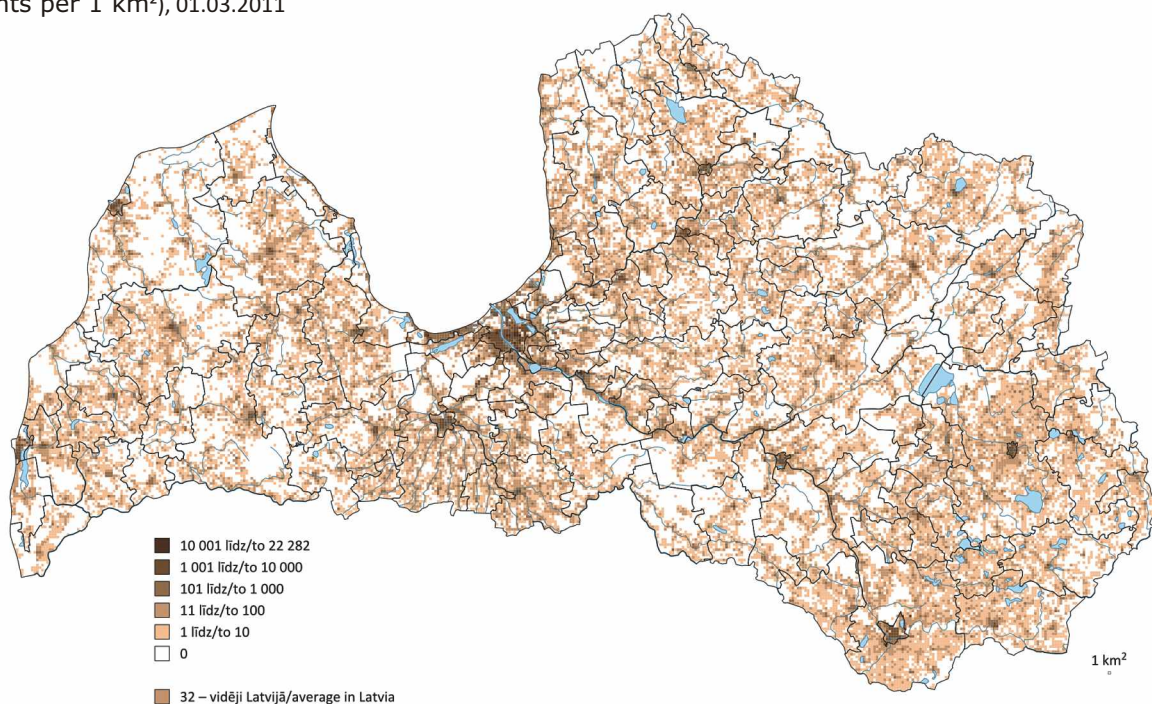 nts per 1 km²), 01.03.2011
10 001 līdz/to 22 282
1 001 līdz/to 10 000
101 līdz/to 1 000
11 līdz/to 100
1 līdz/to 10
0
32 – vidēji Latvijā/average in Latvia
1 km²